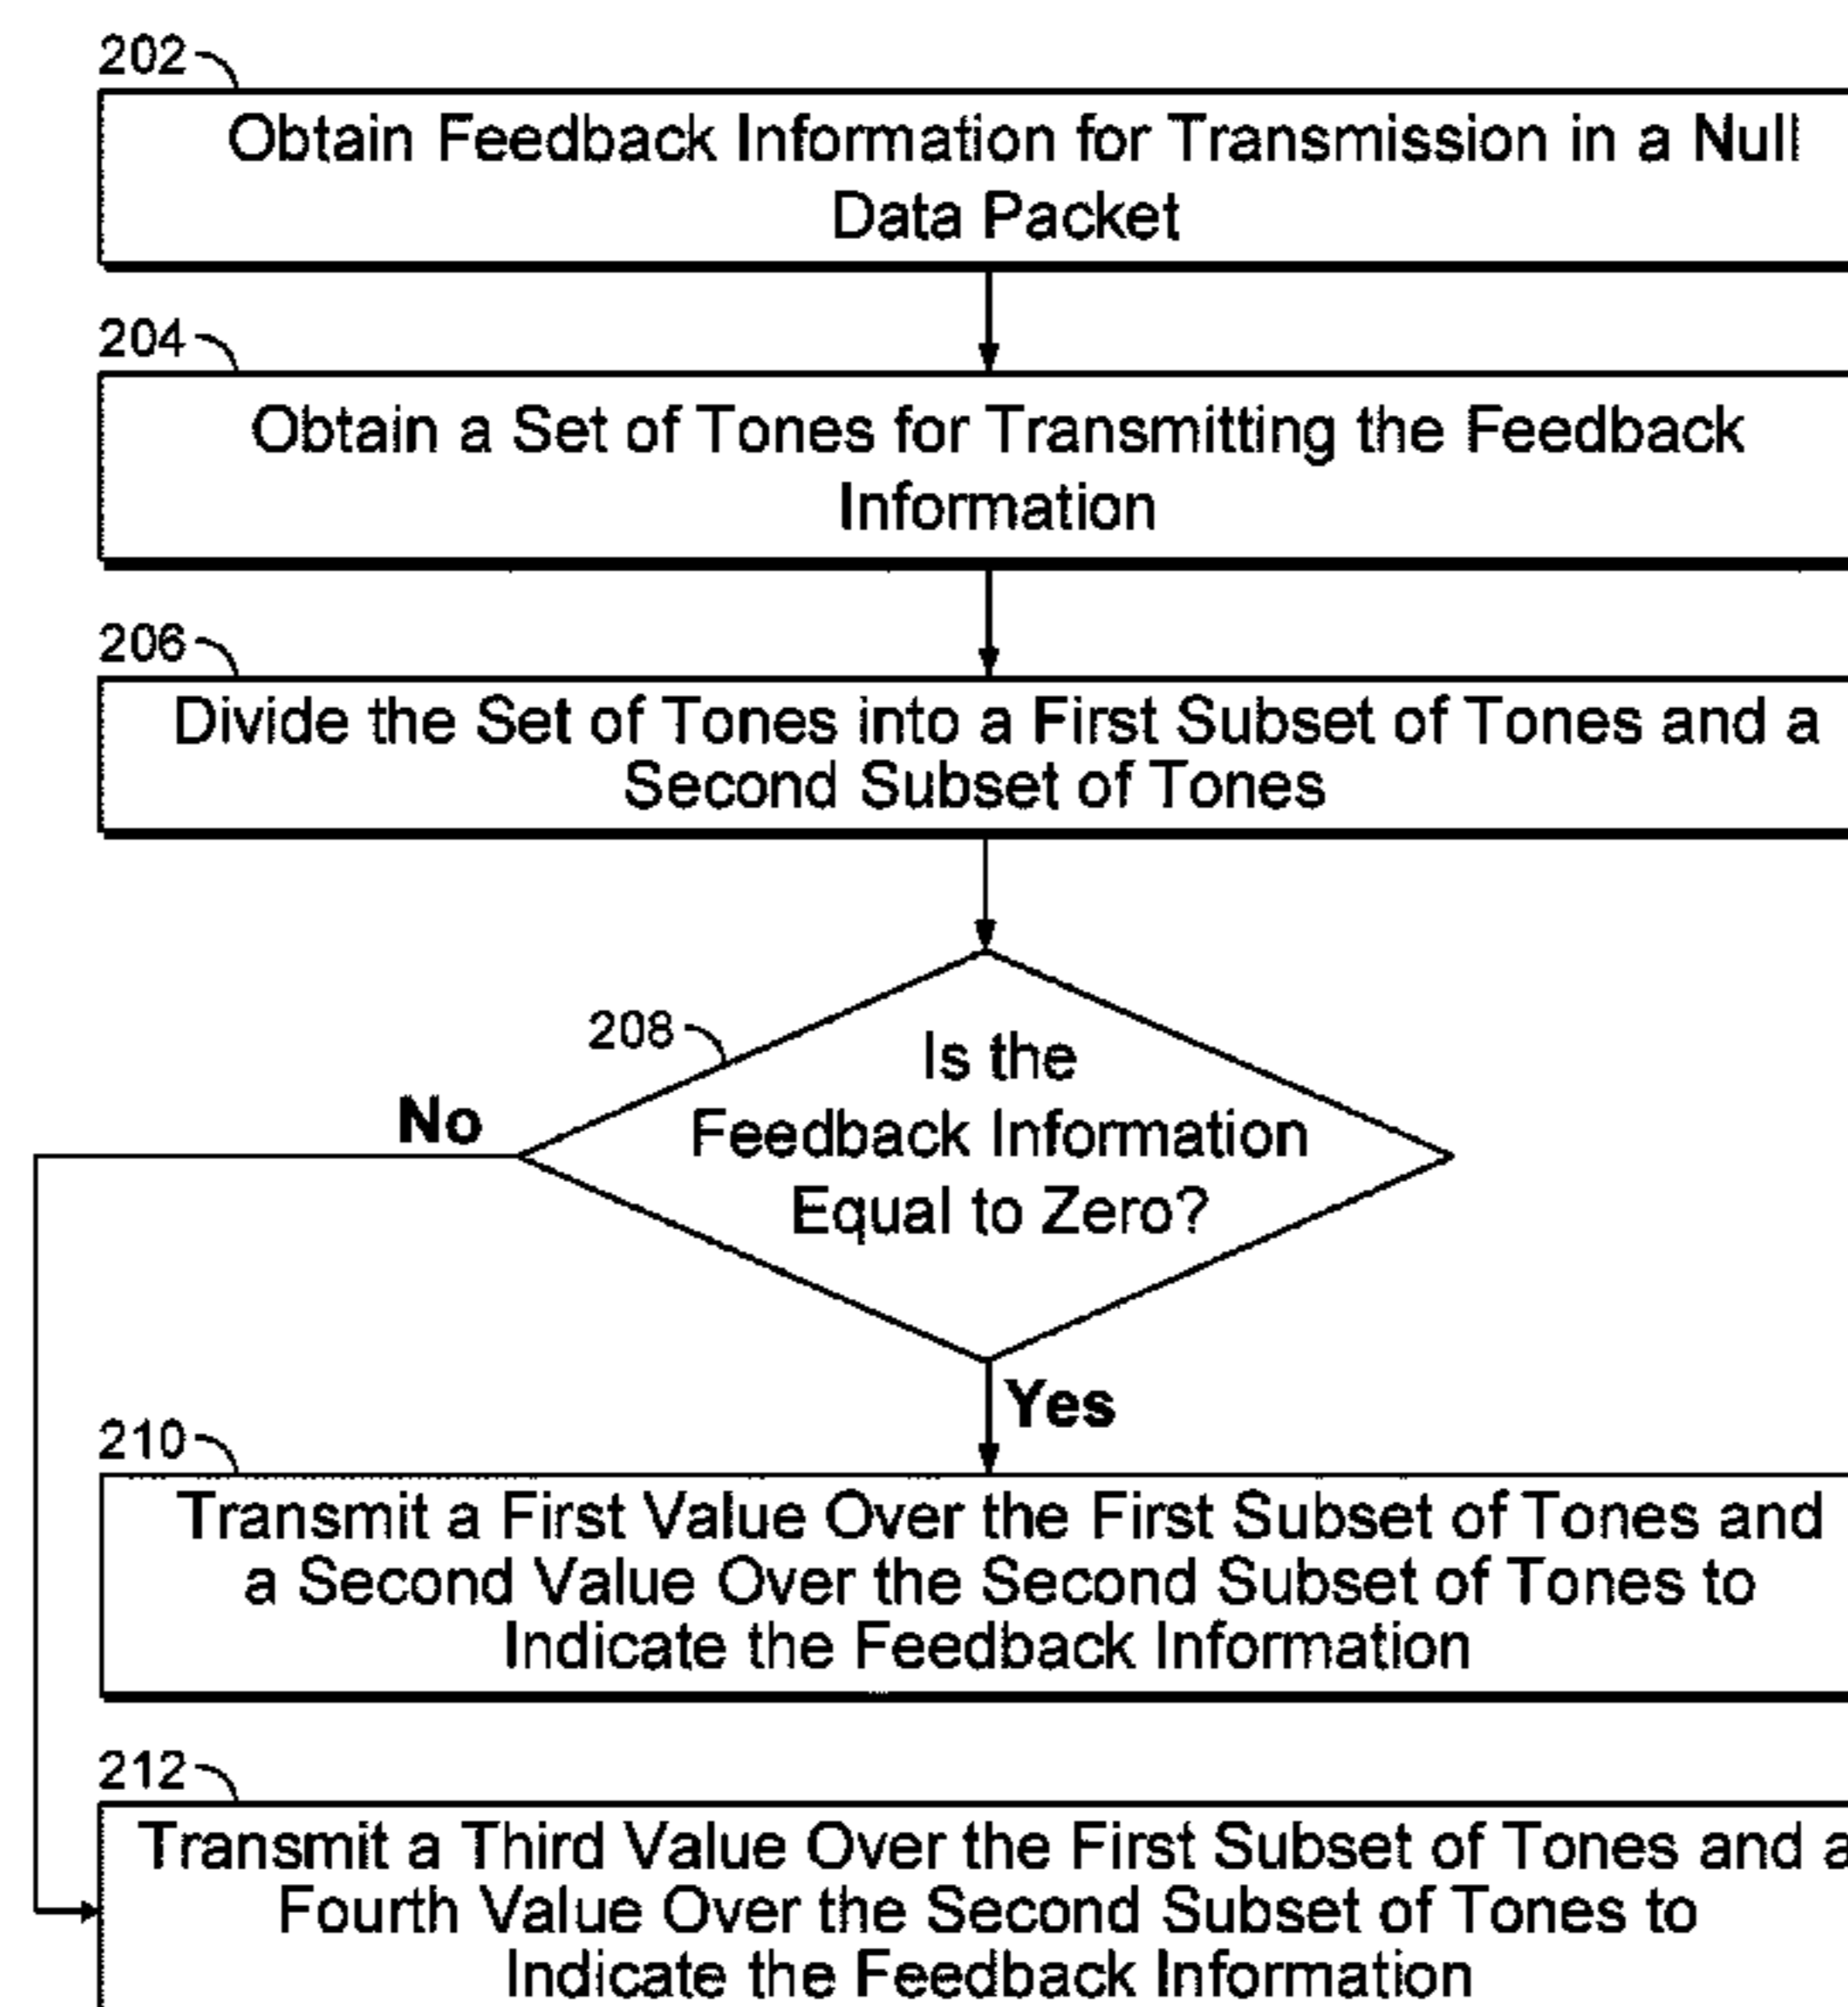 202
Obtain Feedback Information for Transmission in a Null
Data Packet
204
Obtain a Set of Tones for Transmitting the Feedback
Information
206
Divide the Set of Tones into a First Subset of Tones and a
Second Subset of Tones
208
Is the
Feedback Information
Equal to Zero?
No
Yes
210
Transmit a First Value Over the First Subset of Tones and
a Second Value Over the Second Subset of Tones to
Indicate the Feedback Information
212
Transmit a Third Value Over the First Subset of Tones and a
Fourth Value Over the Second Subset of Tones to
Indicate the Feedback Information